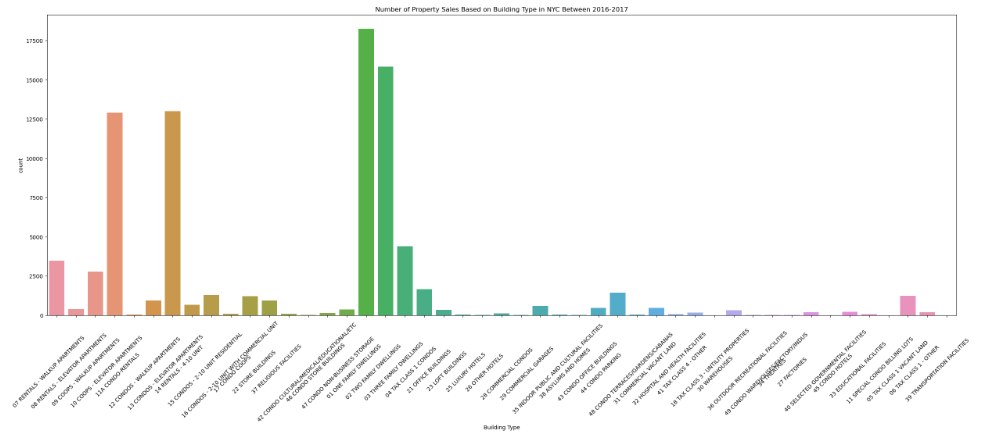 Number of Property Sales Based on Building Type in NYC Between 2016-2017
count
17500
15000
12500
10000
7500
5000
2500
0
07 RENTALS - WALKUP APARTMENTS
08 RENTALS - ELEVATOR APARTMENTS
09 COOPS - WALKUP APARTMENTS
10 COOPS - ELEVATOR APARTMENTS
11A CONDO-RENTALS
12 CONDOS - WALKUP APARTMENTS
13 CONDOS - ELEVATOR APARTMENTS
14 RENTALS - 4-10 UNIT
15 CONDOS - 2-10 UNIT RESIDENTIAL
16 CONDOS - 2-10 UNIT WITH COMMERCIAL UNIT
17 CONDO COOPS
22 STORE BUILDINGS
37 RELIGIOUS FACILITIES
42 CONDO CULTURAL/MEDICAL/EDUCATIONAL/ETC
46 CONDO STORE BUILDINGS
47 CONDO NON-BUSINESS STORAGE
01 ONE FAMILY DWELLINGS
02 TWO FAMILY DWELLINGS
03 THREE FAMILY DWELLINGS
04 TAX CLASS 1 CONDOS
21 OFFICE BUILDINGS
23 LOFT BUILDINGS
25 LUXURY HOTELS
26 OTHER HOTELS
28 COMMERCIAL CONDOS
29 COMMERCIAL GARAGES
35 INDOOR PUBLIC AND CULTURAL FACILITIES
38 ASYLUMS AND HOMES
43 CONDO OFFICE BUILDINGS
44 CONDO PARKING
48 CONDO TERRACES/GARDENS/CABANAS
31 COMMERCIAL VACANT LAND
32 HOSPITAL AND HEALTH FACILITIES
41 TAX CLASS 4 - OTHER
18 TAX CLASS 3 - UTILITY PROPERTIES
30 WAREHOUSES
36 OUTDOOR RECREATIONAL FACILITIES
49 CONDO WAREHOUSES/FACTORY/INDUS
27 FACTORIES
40 SELECTED GOVERNMENTAL FACILITIES
45 CONDO HOTELS
33 EDUCATIONAL FACILITIES
11 SPECIAL CONDO BILLING LOTS
05 TAX CLASS 1 VACANT LAND
06 TAX CLASS 1 - OTHER
39 TRANSPORTATION FACILITIES
Building Type